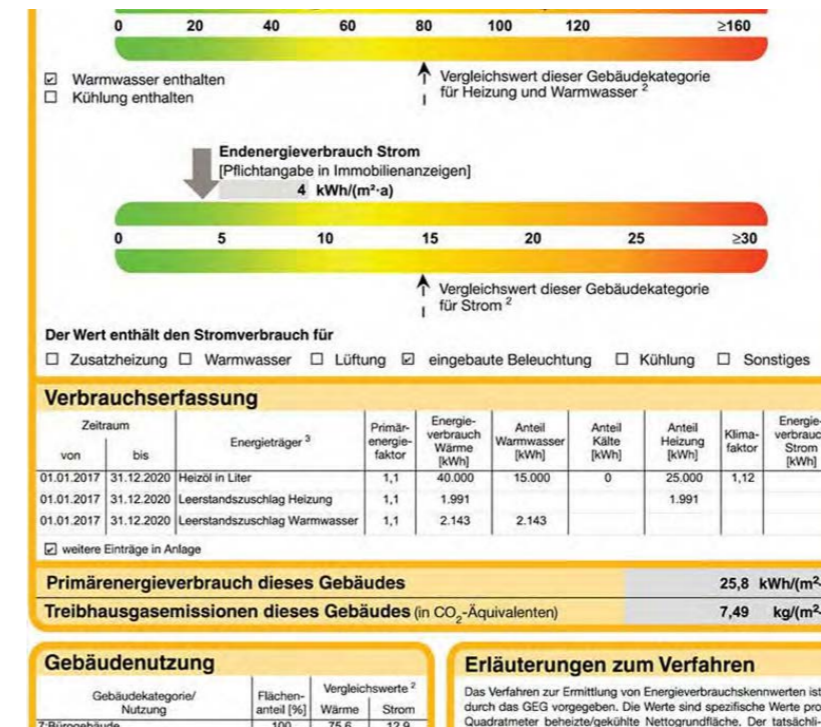 0 20 40 60 80 100 120 ≥160
☑ Warmwasser enthalten
☐ Kühlung enthalten
Vergleichswert dieser Gebäudekategorie
für Heizung und Warmwasser ²
Endenergieverbrauch Strom
[Pflichtangabe in Immobilienanzeigen]
4 kWh/(m²·a)
0 5 10 15 20 25 ≥30
Vergleichswert dieser Gebäudekategorie
für Strom ²
Der Wert enthält den Stromverbrauch für
☐ Zusatzheizung ☐ Warmwasser ☐ Lüftung ☑ eingebaute Beleuchtung ☐ Kühlung ☐ Sonstiges
Verbrauchserfassung
Zeitraum
von bis
Energieträger ³
Primär-
energie-
faktor
Energie-
verbrauch
Wärme
[kWh]
Anteil
Warmwasser
[kWh]
Anteil
Kälte
[kWh]
Anteil
Heizung
[kWh]
Klima-
faktor
Energie-
verbrauc
Strom
[kWh]
01.01.2017 31.12.2020 Heizöl in Liter 1,1 40.000 15.000 0 25.000 1,12
01.01.2017 31.12.2020 Leerstandszuschlag Heizung 1,1 1.991 1.991
01.01.2017 31.12.2020 Leerstandszuschlag Warmwasser 1,1 2.143 2.143
☑ weitere Einträge in Anlage
Primärenergieverbrauch dieses Gebäudes 25,8 kWh/(m²·
Treibhausgasemissionen dieses Gebäudes (in CO₂-Äquivalenten) 7,49 kg/(m²·
Gebäudenutzung
Gebäudekategorie/
Nutzung
Flächen-
anteil [%]
Vergleichswerte ²
Wärme Strom
7:Bürogebäude 100 75,6 12,9
Erläuterungen zum Verfahren
Das Verfahren zur Ermittlung von Energieverbrauchskennwerten ist
durch das GEG vorgegeben. Die Werte sind spezifische Werte pro
Quadratmeter beheizte/gekühlte Nettogrundfläche. Der tatsächli-